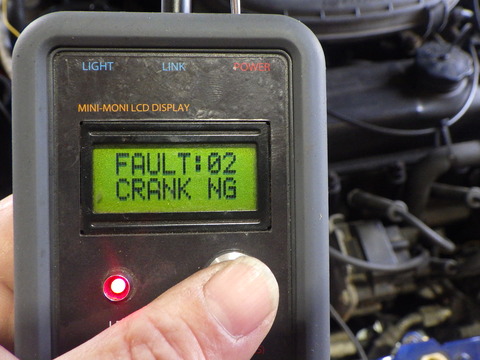 LIGHT LINK POWER
MINI-MONI LCD DISPLAY
FAULT:02
CRANK NG